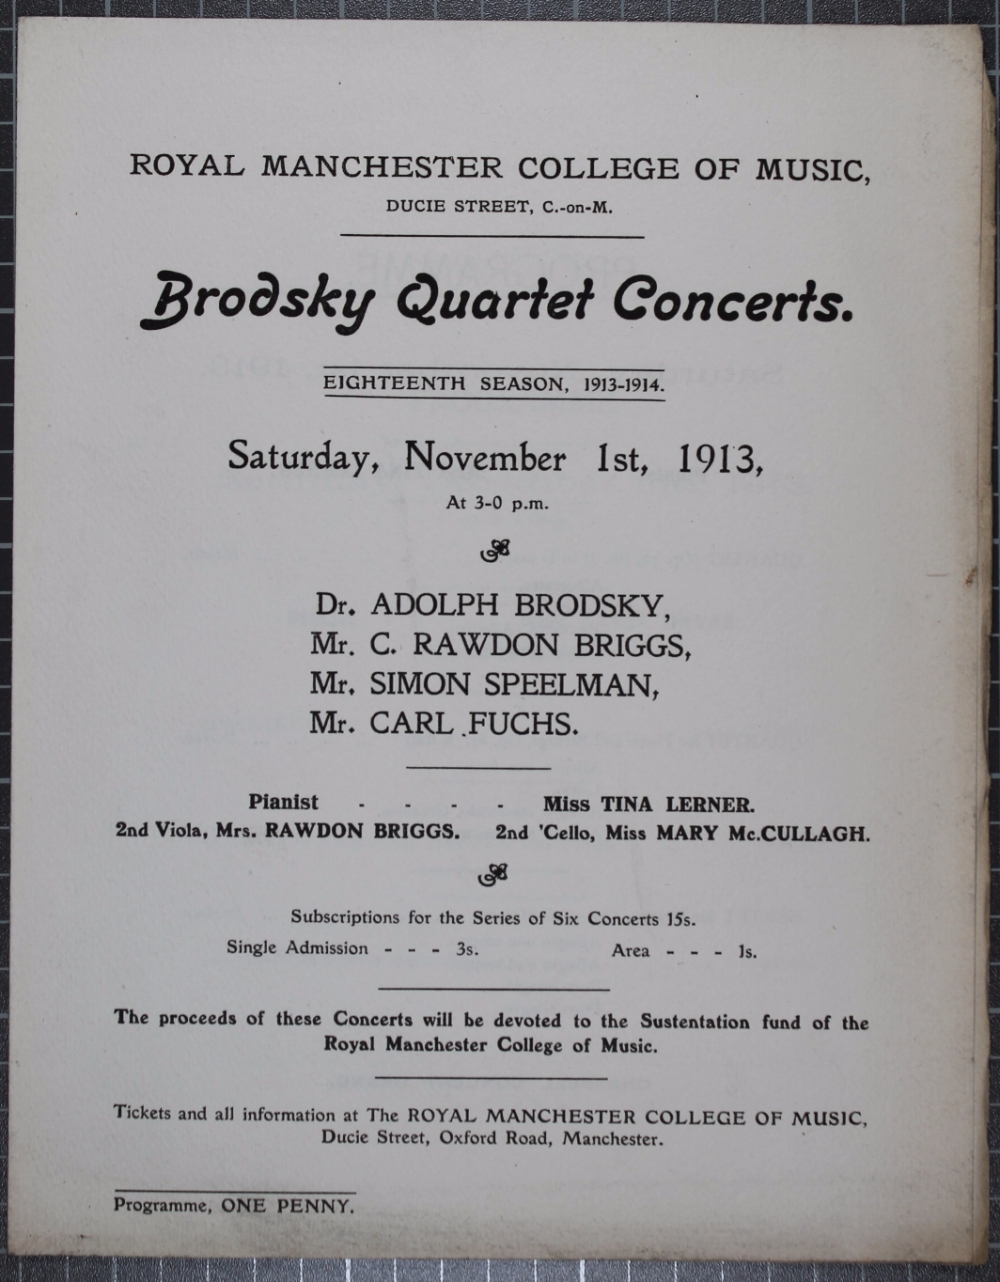 ROYAL MANCHESTER COLLEGE OF MUSIC,
DUCIE STREET, C.-on-M.
Brodsky Quartet Concerts.
EIGHTEENTH SEASON, 1913-1914.
Saturday, November 1st, 1913,
At 3-0 p.m.
Dr. ADOLPH BRODSKY,
Mr. C. RAWDON BRIGGS,
Mr. SIMON SPEELMAN,
Mr. CARL FUCHS.
Pianist - - - - Miss TINA LERNER.
2nd Viola, Mrs. RAWDON BRIGGS. 2nd 'Cello, Miss MARY Mc.CULLAGH.
Subscriptions for the Series of Six Concerts 15s.
Single Admission - - - 3s. Area - - - 1s.
The proceeds of these Concerts will be devoted to the Sustentation fund of the
Royal Manchester College of Music.
Tickets and all information at The ROYAL MANCHESTER COLLEGE OF MUSIC,
Ducie Street, Oxford Road, Manchester.
Programme, ONE PENNY.